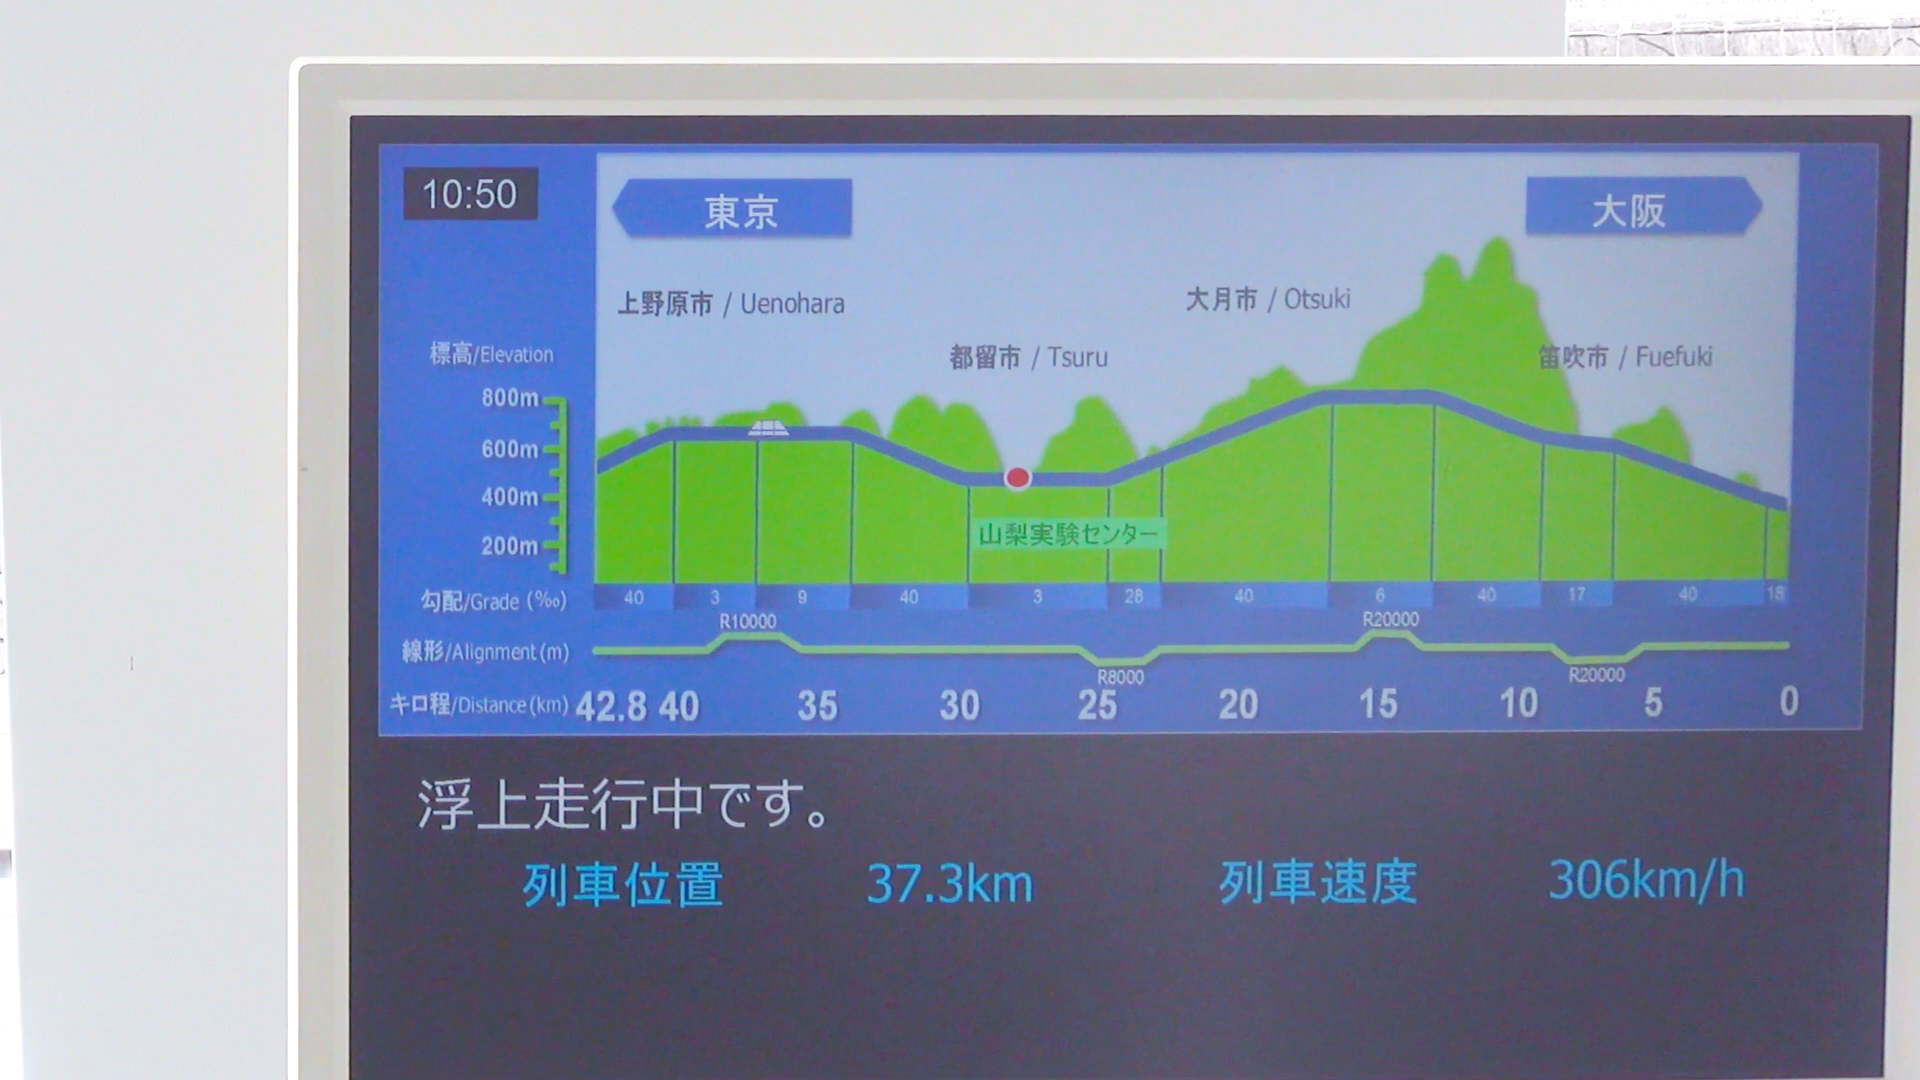 10:50
東京
大阪
上野原市 / Uenohara
大月市 / Otsuki
都留市 / Tsuru
笛吹市 / Fuefuki
標高/Elevation
800m
600m
400m
200m
山梨実験センター
勾配/Grade (‰) 40 3 9 40 3 28 40 6 40 17 40 18
R10000 R20000
線形/Alignment(m)
R8000 R20000
キロ程/Distance(km) 42.8 40 35 30 25 20 15 10 5 0
浮上走行中です。
列車位置 37.3km 列車速度 306km/h